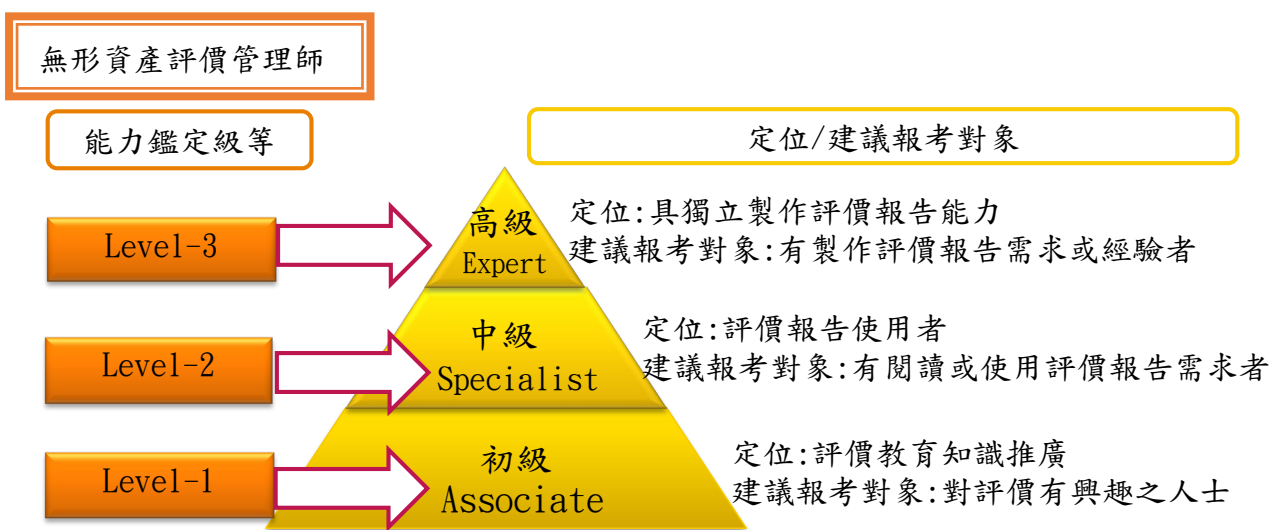 無形資產評價管理師
能力鑑定級等
定位/建議報考對象
Level-3
高級
Expert
定位:具獨立製作評價報告能力
建議報考對象:有製作評價報告需求或經驗者
Level-2
中級
Specialist
定位:評價報告使用者
建議報考對象:有閱讀或使用評價報告需求者
Level-1
初級
Associate
定位:評價教育知識推廣
建議報考對象:對評價有興趣之人士